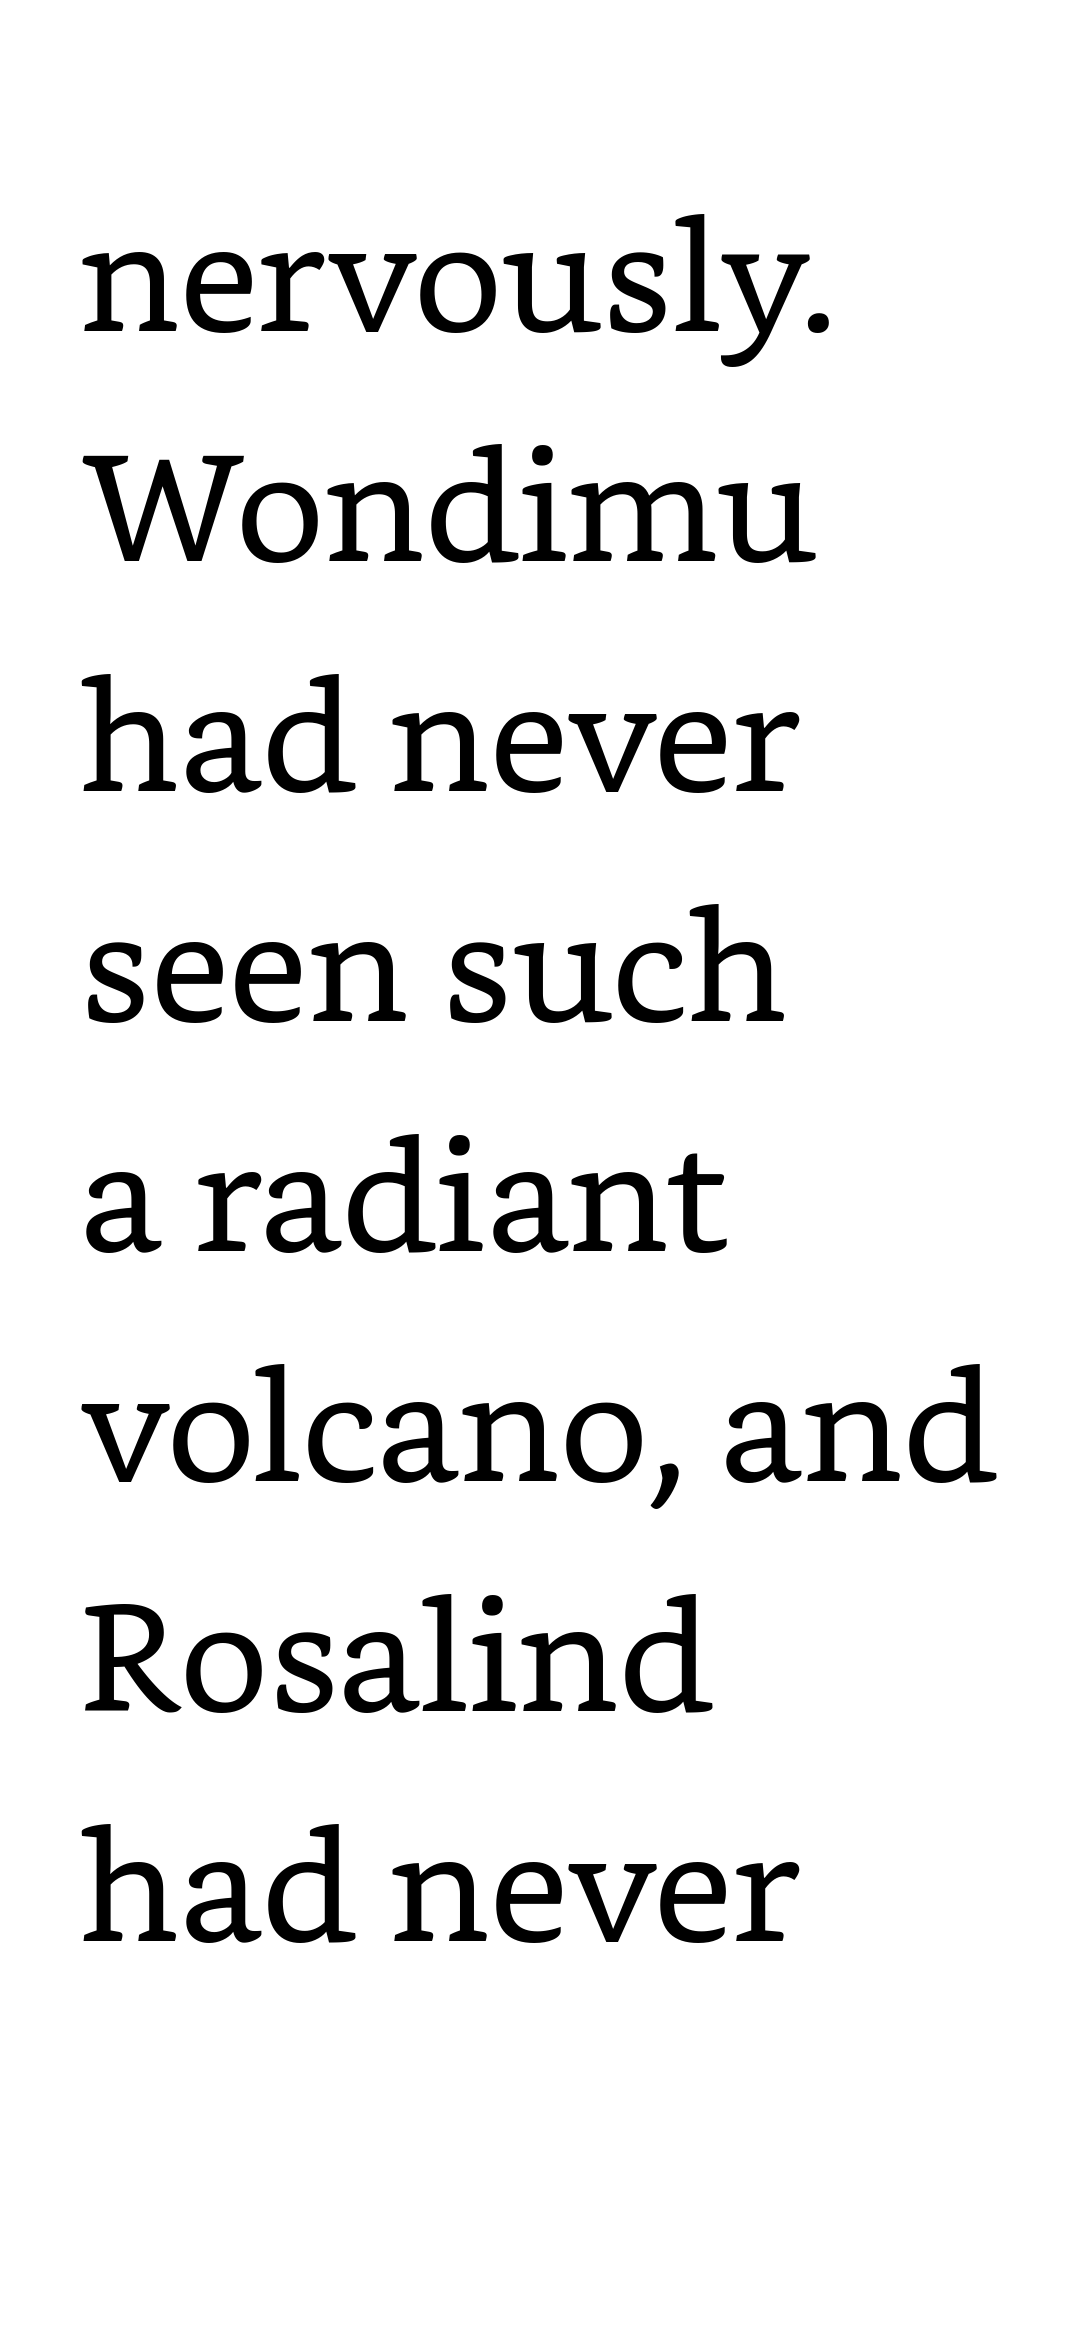 nervously.
Wondimu
had never
seen such
a radiant
volcano, and
Rosalind
had never